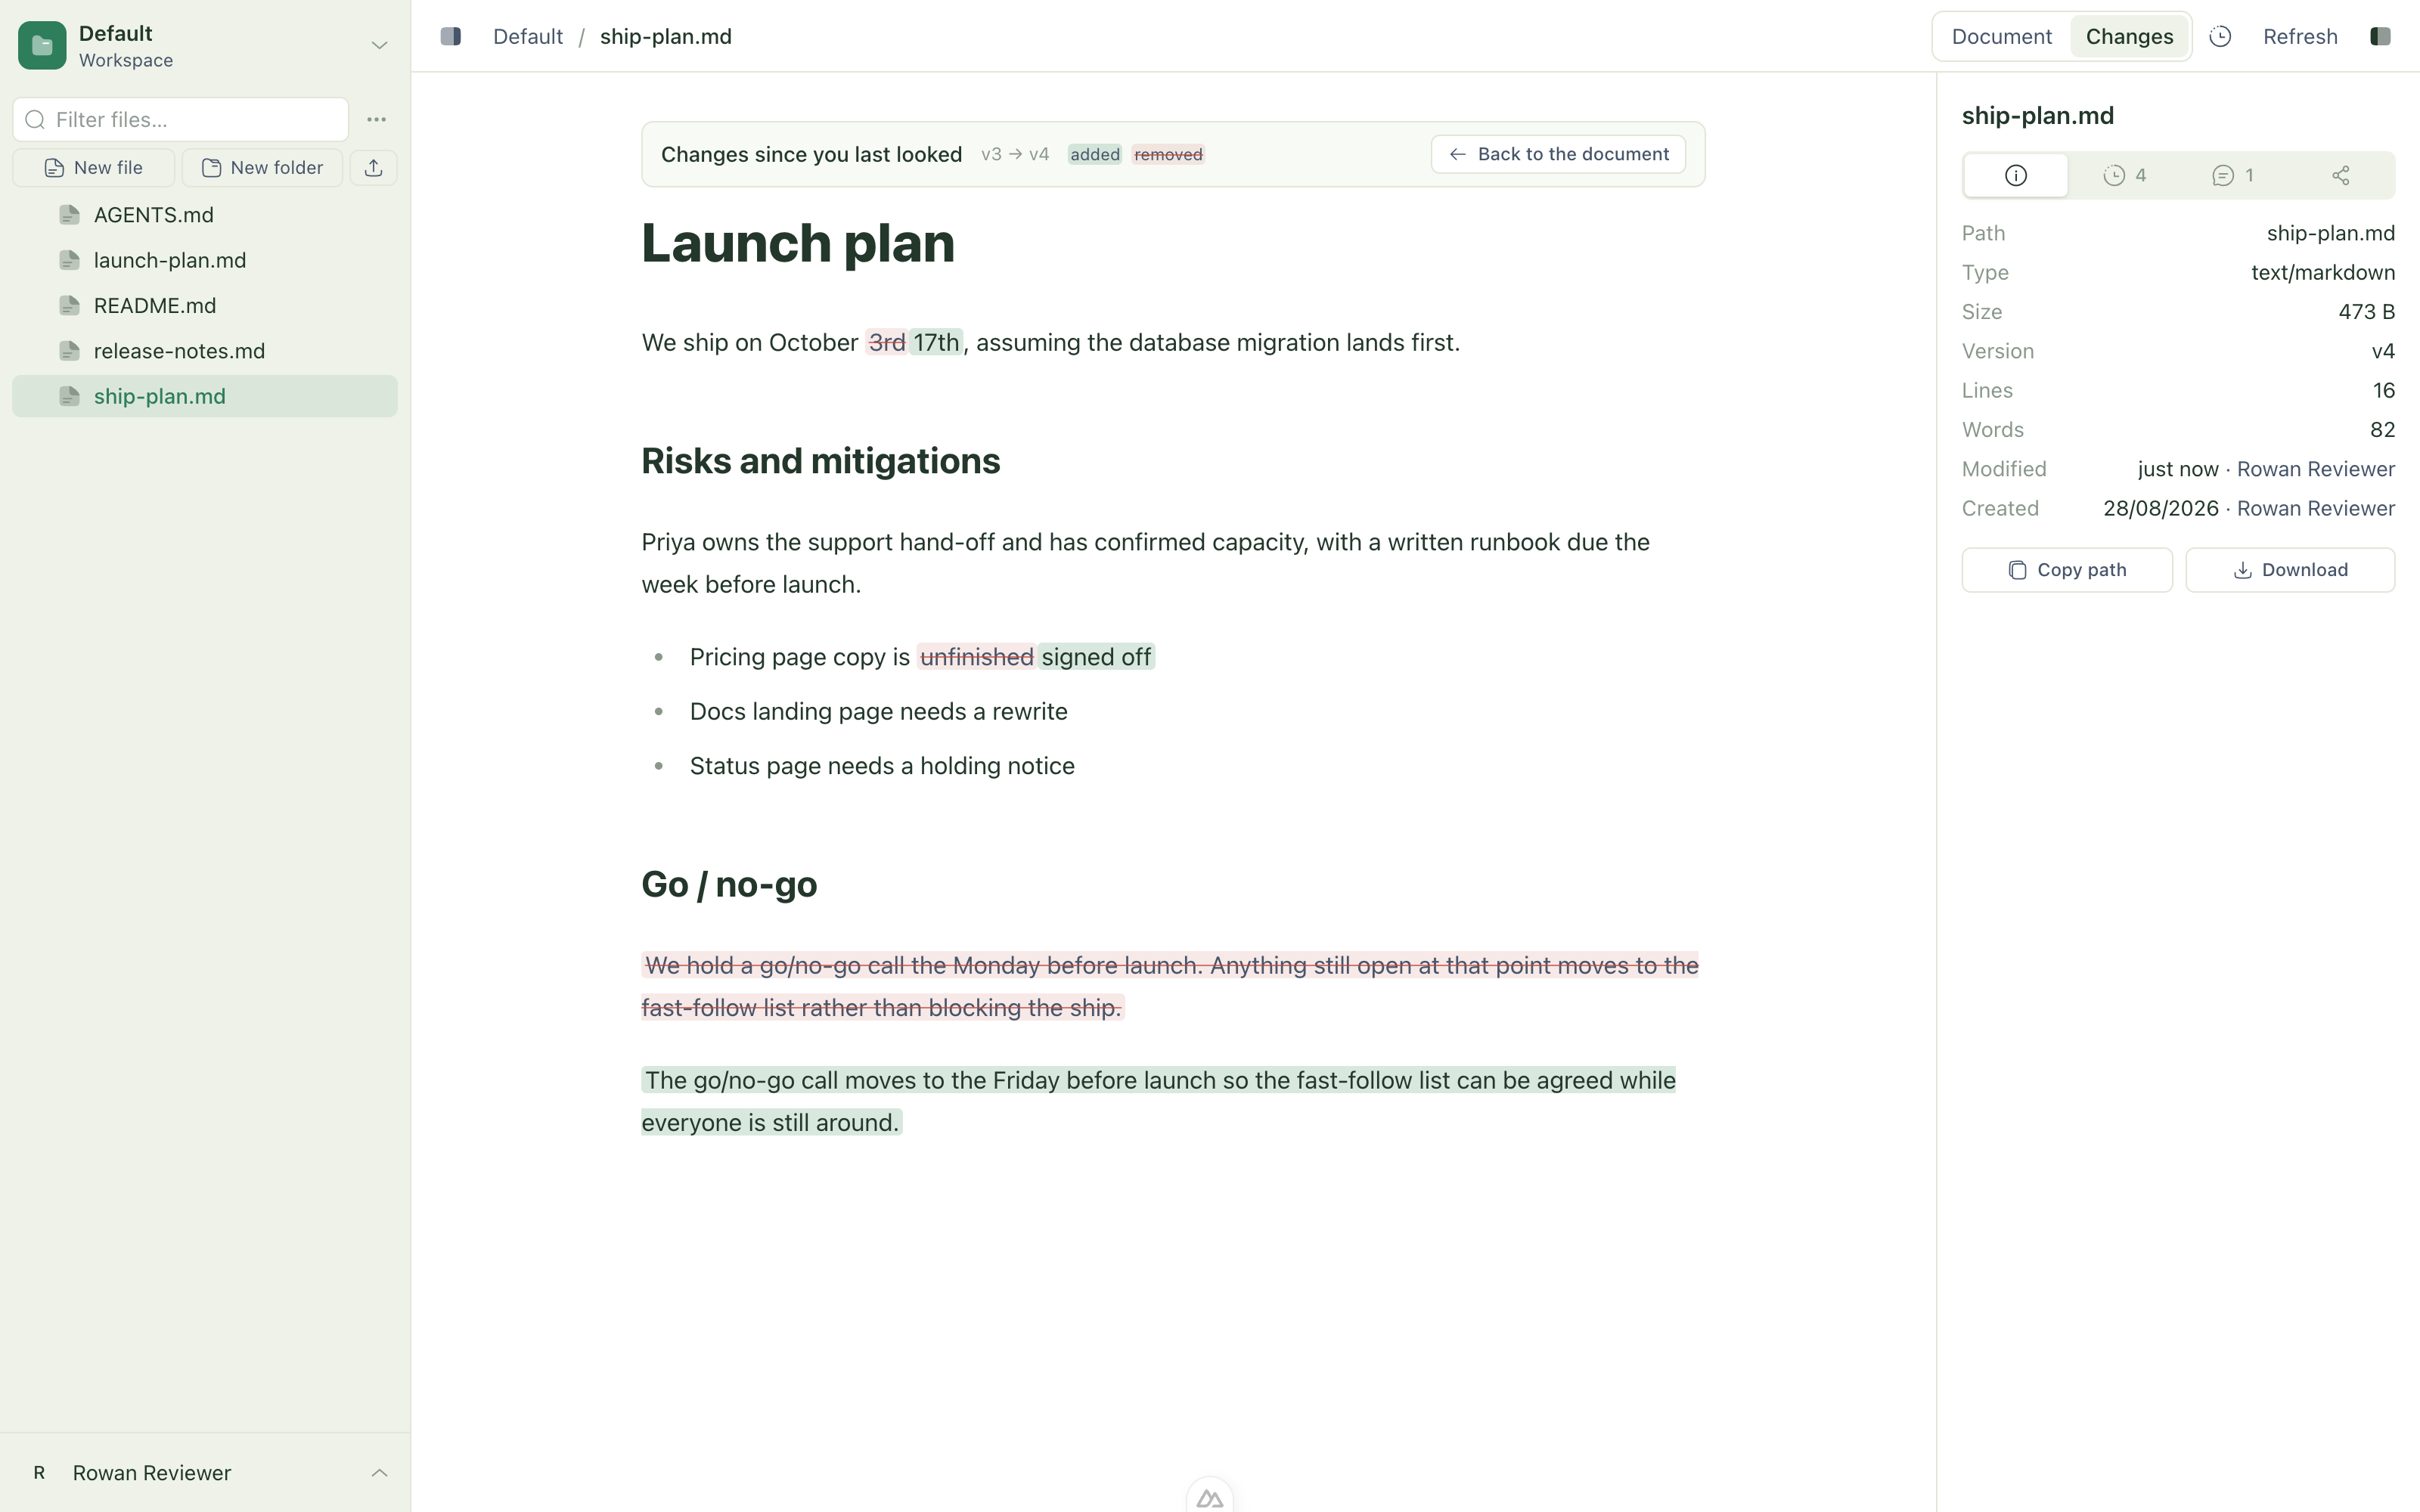 Default
Workspace
Filter files...
New file
New folder
AGENTS.md
launch-plan.md
README.md
release-notes.md
ship-plan.md
R
Rowan Reviewer
Default / ship-plan.md
Document
Changes
Refresh
Changes since you last looked v3 → v4 added removed
← Back to the document
Launch plan
We ship on October 3rd 17th, assuming the database migration lands first.
Risks and mitigations
Priya owns the support hand-off and has confirmed capacity, with a written runbook due the
week before launch.
• Pricing page copy is unfinished signed off
• Docs landing page needs a rewrite
• Status page needs a holding notice
Go / no-go
We hold a go/no-go call the Monday before launch. Anything still open at that point moves to the
fast-follow list rather than blocking the ship.
The go/no-go call moves to the Friday before launch so the fast-follow list can be agreed while
everyone is still around.
ship-plan.md
4
1
Path ship-plan.md
Type text/markdown
Size 473 B
Version v4
Lines 16
Words 82
Modified just now · Rowan Reviewer
Created 28/08/2026 · Rowan Reviewer
Copy path
Download